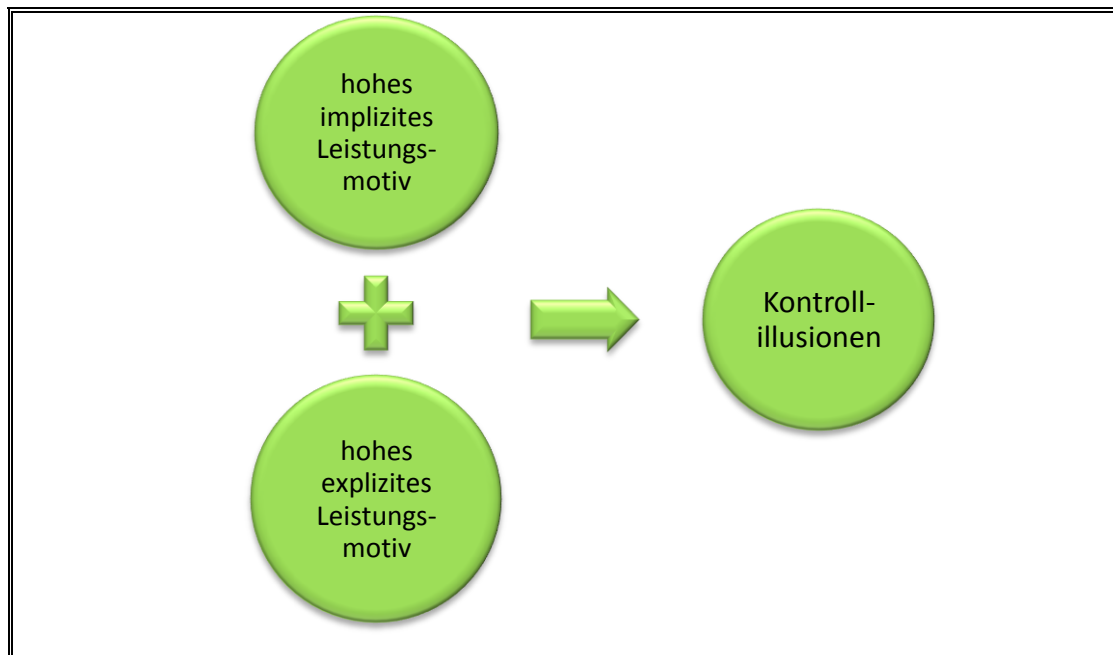 hohes
implizites
Leistungs-
motiv
Kontroll-
illusionen
hohes
explizites
Leistungs-
motiv